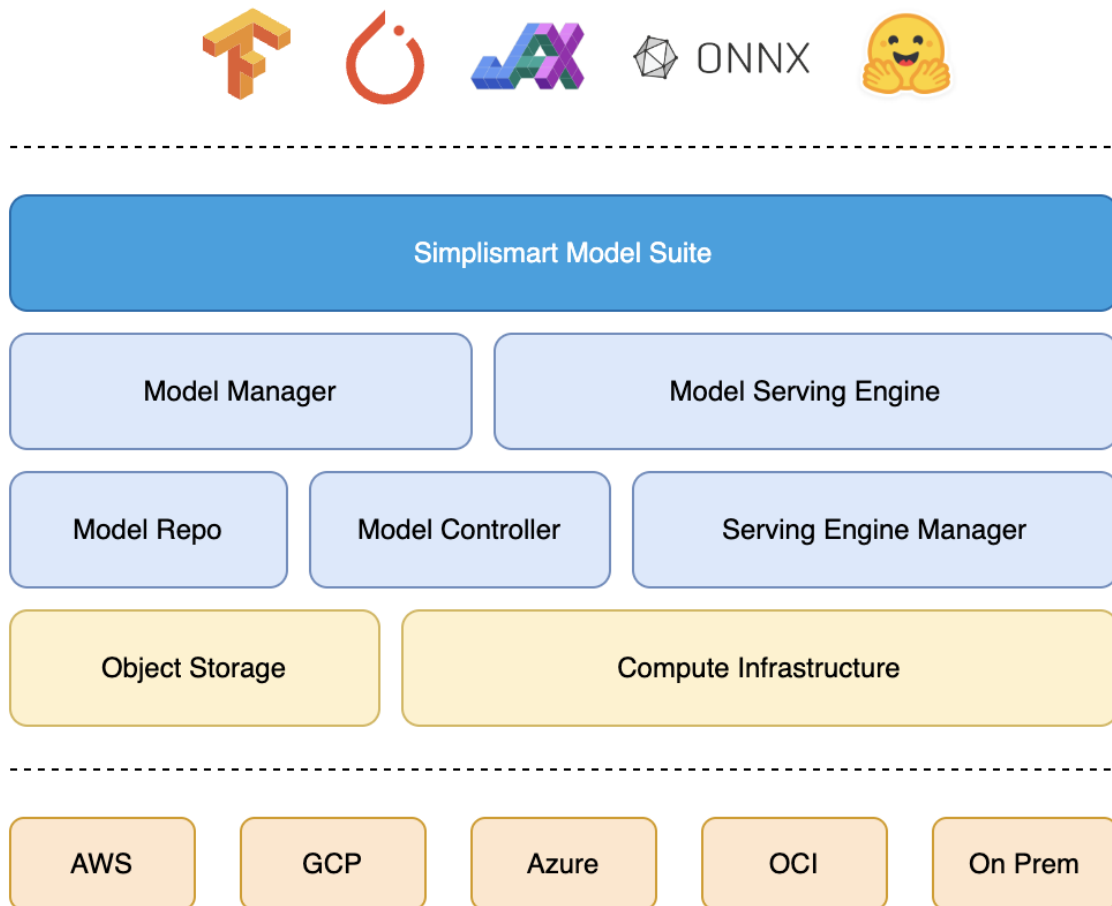 ONNX
Simplismart Model Suite
Model Manager
Model Serving Engine
Model Repo
Model Controller
Serving Engine Manager
Object Storage
Compute Infrastructure
AWS
GCP
Azure
OCI
On Prem